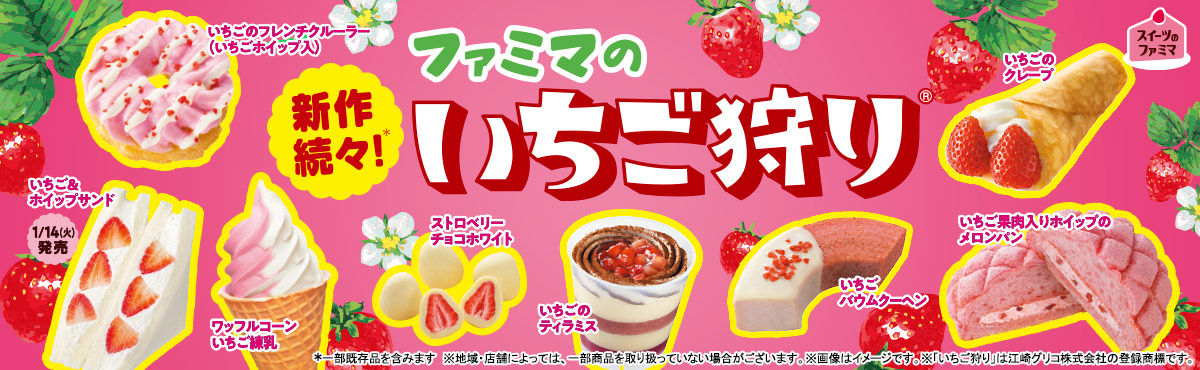 いちごのフレンチクルーラー
(いちごホイップ入)
新作
続々!*
ファミマの
いちご狩り®
スイーツの
ファミマ
いちごの
クレープ
いちご&
ホイップサンド
1/14(火)
発売
ワッフルコーン
いちご練乳
ストロベリー
チョコホワイト
いちごの
ティラミス
いちご
バウムクーヘン
いちご果肉入りホイップの
メロンパン
*一部既存品を含みます ※地域・店舗によっては、一部商品を取り扱っていない場合がございます。※画像はイメージです。※「いちご狩り」は江崎グリコ株式会社の登録商標です。